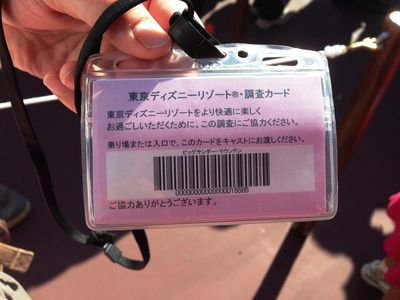 東京ディズニーリゾート®・調査カード
東京ディズニーリゾートをより快適に楽しく
お過ごしいただくために、この調査にご協力ください。
乗り場または入口で、このカードをキャストにお渡しください。
ビッグサンダー・マウンテン
00000000000000015585
ご協力ありがとうございます。